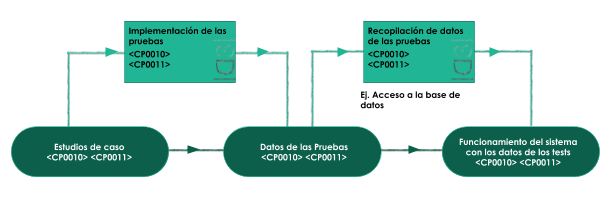 Implementación de las
pruebas
<CP0010>
<CP0011>
Recopilación de datos
de las pruebas
<CP0010>
<CP0011>
Ej. Acceso a la base de
datos
Estudios de caso
<CP0010> <CP0011>
Datos de las Pruebas
<CP0010> <CP0011>
Funcionamiento del sistema
con los datos de los tests
<CP0010> <CP0011>